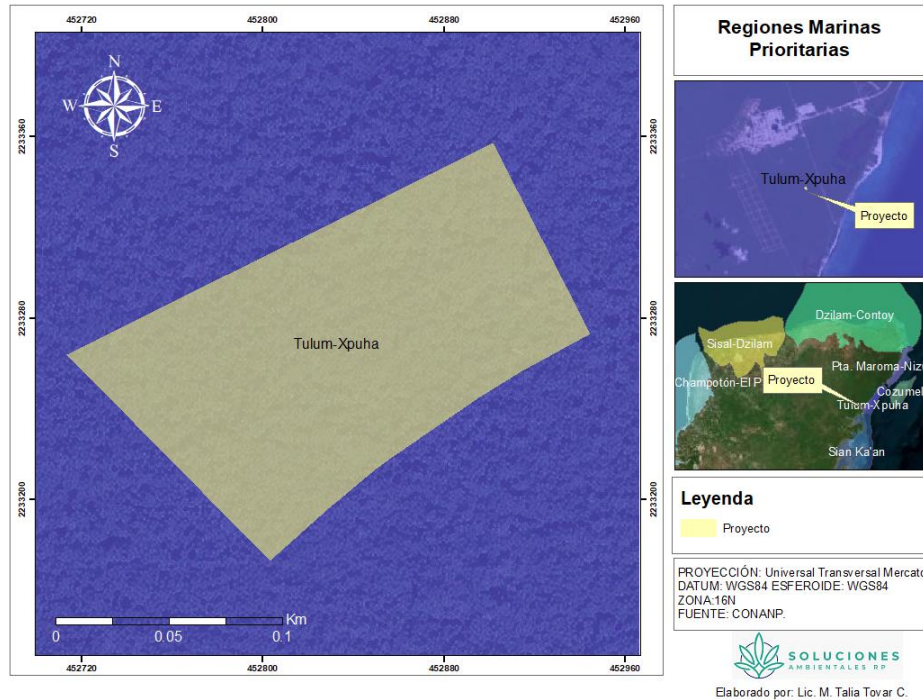 452720 452800 452880 452960
N
W E
S
2233360 2233360
2233280 2233280
2233200 2233200
Tulum-Xpuha
Km
0 0.05 0.1
452720 452800 452880 452960
Regiones Marinas
Prioritarias
Tulum-Xpuha
Proyecto
Dzilam-Contoy
Sisal-Dzilam
Pta. Maroma-Nizu
Champotón-El P
Proyecto
Cozumel
Tulum-Xpuha
Sian Ka'an
Leyenda
Proyecto
PROYECCIÓN: Universal Transversal Mercato
DATUM: WGS84 ESFEROIDE: WGS84
ZONA:16N
FUENTE: CONANP.
SOLUCIONES
AMBIENTALES RP
Elaborado por: Lic. M. Talia Tovar C.